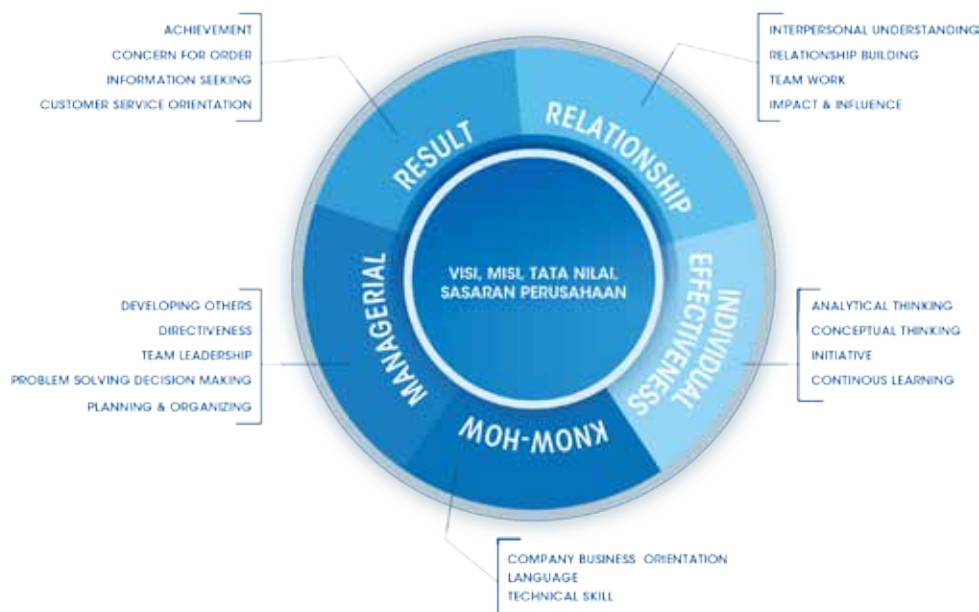 ACHIEVEMENT
CONCERN FOR ORDER
INFORMATION SEEKING
CUSTOMER SERVICE ORIENTATION
INTERPERSONAL UNDERSTANDING
RELATIONSHIP BUILDING
TEAM WORK
IMPACT & INFLUENCE
RESULT
RELATIONSHIP
VISI, MISI, TATA NILAI,
SASARAN PERUSAHAAN
MANAGERIAL
INDIVIDUAL
EFFECTIVENESS
KNOW-HOW
DEVELOPING OTHERS
DIRECTIVENESS
TEAM LEADERSHIP
PROBLEM SOLVING DECISION MAKING
PLANNING & ORGANIZING
ANALYTICAL THINKING
CONCEPTUAL THINKING
INITIATIVE
CONTINOUS LEARNING
COMPANY BUSINESS ORIENTATION
LANGUAGE
TECHNICAL SKILL